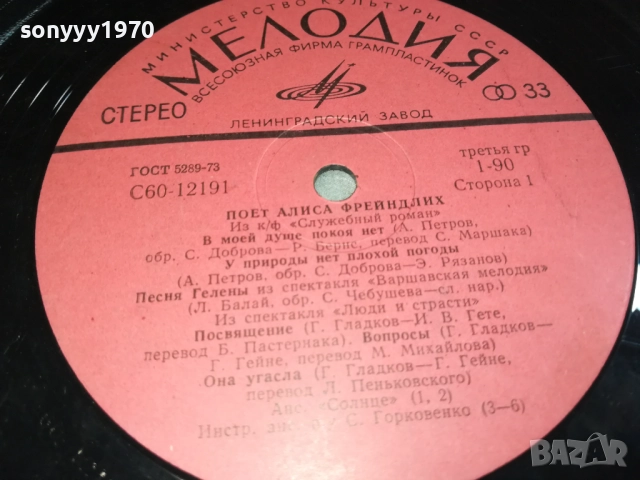 sonyyy1970
МИНИСТЕРСТВО КУЛЬТУРЫ СССР
МЕЛОДИЯ
ВСЕСОЮЗНАЯ ФИРМА ГРАМПЛАСТИНОК
СТЕРЕО
33
ЛЕНИНГРАДСКИЙ ЗАВОД
ГОСТ 5289-73
третья гр
С60-12191
1-90
Сторона 1
ПОЕТ АЛИСА ФРЕЙНДЛИХ
Из к/ф «Служебный роман»
В моей душе покоя нет (А. Петров,
обр. С. Доброва—Р. Бернс, перевод С. Маршака)
У природы нет плохой погоды
(А. Петров, обр. С. Доброва—Э. Рязанов)
Песня Гелены из спектакля «Варшавская мелодия»
(Л. Балай, обр. С. Чебушева—сл. нар.)
Из спектакля «Люди и страсти»
Посвящение (Г. Гладков—И. В. Гете,
перевод Б. Пастернака). Вопросы (Г. Гладков—
Г. Гейне, перевод М. Михайлова)
Она угасла (Г. Гладков—Г. Гейне,
перевод Л. Пеньковского)
Анс. «Солнце» (1, 2)
Инстр. анс. п/у С. Горковенко (3—6)
BAZAR.bg